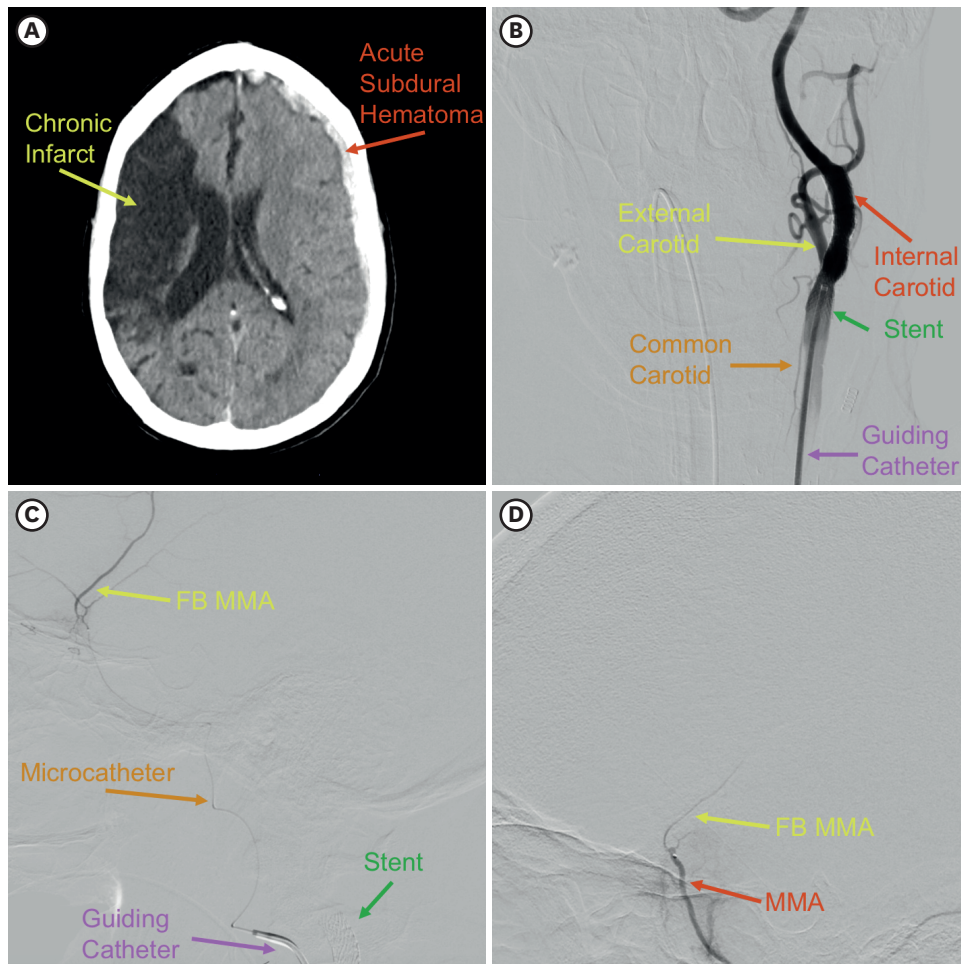 A
Acute
Subdural
Hematoma
Chronic
Infarct
B
External
Carotid
Internal
Carotid
Stent
Common
Carotid
Guiding
Catheter
C
FB MMA
Microcatheter
Stent
Guiding
Catheter
D
FB MMA
MMA